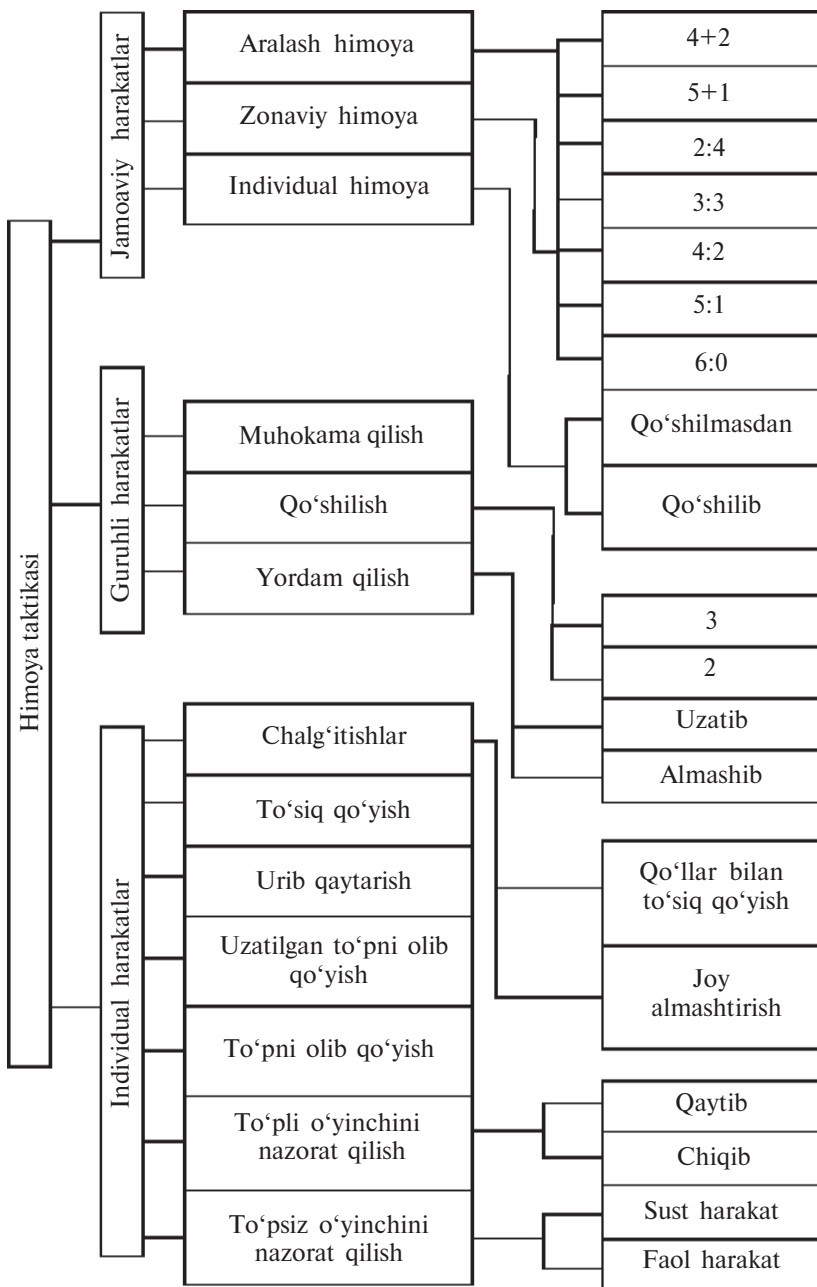 Himoya taktikasi
Jamoaviy harakatlar
Aralash himoya
Zonaviy himoya
Individual himoya
4+2
5+1
2:4
3:3
4:2
5:1
6:0
Qo‘shilmasdan
Qo‘shilib
Guruhli harakatlar
Muhokama qilish
Qo‘shilish
Yordam qilish
3
2
Uzatib
Almashib
Individual harakatlar
Chalg‘itishlar
To‘siq qo‘yish
Urib qaytarish
Uzatilgan to‘pni olib
qo‘yish
To‘pni olib qo‘yish
To‘pli o‘yinchini
nazorat qilish
To‘psiz o‘yinchini
nazorat qilish
Qo‘llar bilan
to‘siq qo‘yish
Joy
almashtirish
Qaytib
Chiqib
Sust harakat
Faol harakat